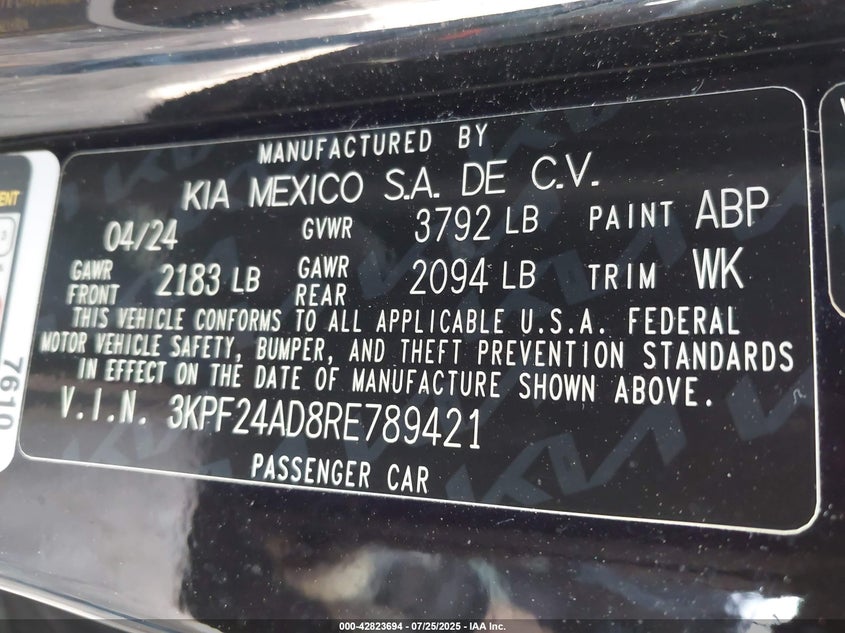 MANUFACTURED BY
KIA MEXICO S.A. DE C.V.
04/24 GVWR 3792 LB PAINT ABP
GAWR FRONT 2183 LB GAWR REAR 2094 LB TRIM WK
THIS VEHICLE CONFORMS TO ALL APPLICABLE U.S.A. FEDERAL
MOTOR VEHICLE SAFETY, BUMPER, AND THEFT PREVENTION STANDARDS
IN EFFECT ON THE DATE OF MANUFACTURE SHOWN ABOVE.
V.I.N. 3KPF24AD8RE789421
PASSENGER CAR
7610
000-42823694 / 07/25/2025 - IAA Inc.